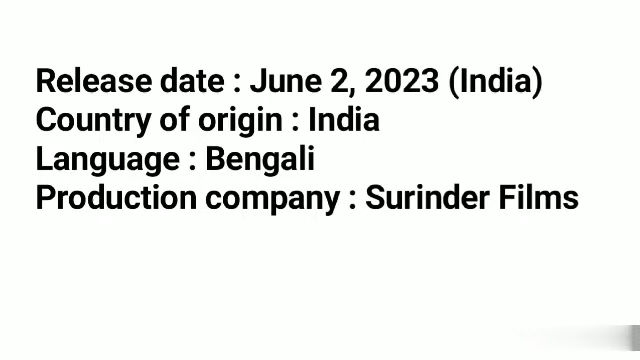 Release date : June 2, 2023 (India)
Country of origin : India
Language : Bengali
Production company : Surinder Films